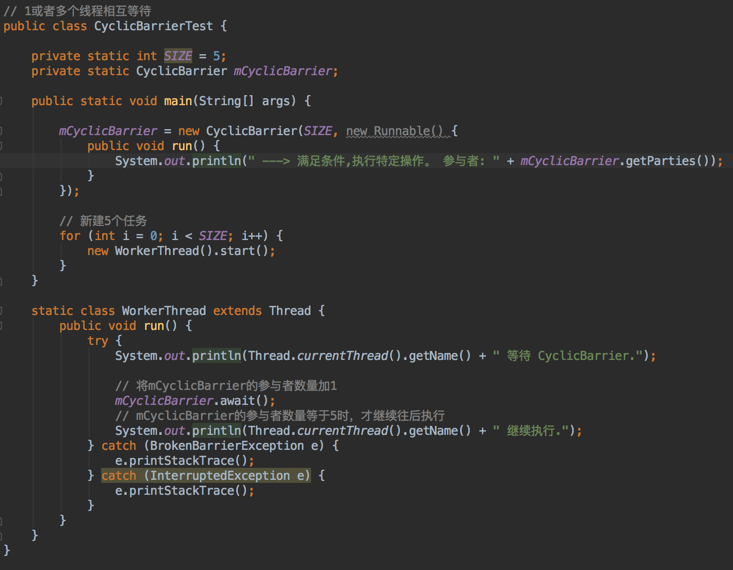 // 1或者多个线程相互等待
public class CyclicBarrierTest {
private static int SIZE = 5;
private static CyclicBarrier mCyclicBarrier;
public static void main(String[] args) {
mCyclicBarrier = new CyclicBarrier(SIZE, new Runnable() {
public void run() {
System.out.println(" ---> 满足条件,执行特定操作。 参与者: " + mCyclicBarrier.getParties());
}
});
// 新建5个任务
for (int i = 0; i < SIZE; i++) {
new WorkerThread().start();
}
}
static class WorkerThread extends Thread {
public void run() {
try {
System.out.println(Thread.currentThread().getName() + " 等待 CyclicBarrier.");
// 将mCyclicBarrier的参与者数量加1
mCyclicBarrier.await();
// mCyclicBarrier的参与者数量等于5时，才继续往后执行
System.out.println(Thread.currentThread().getName() + " 继续执行.");
} catch (BrokenBarrierException e) {
e.printStackTrace();
} catch (InterruptedException e) {
e.printStackTrace();
}
}
}
}